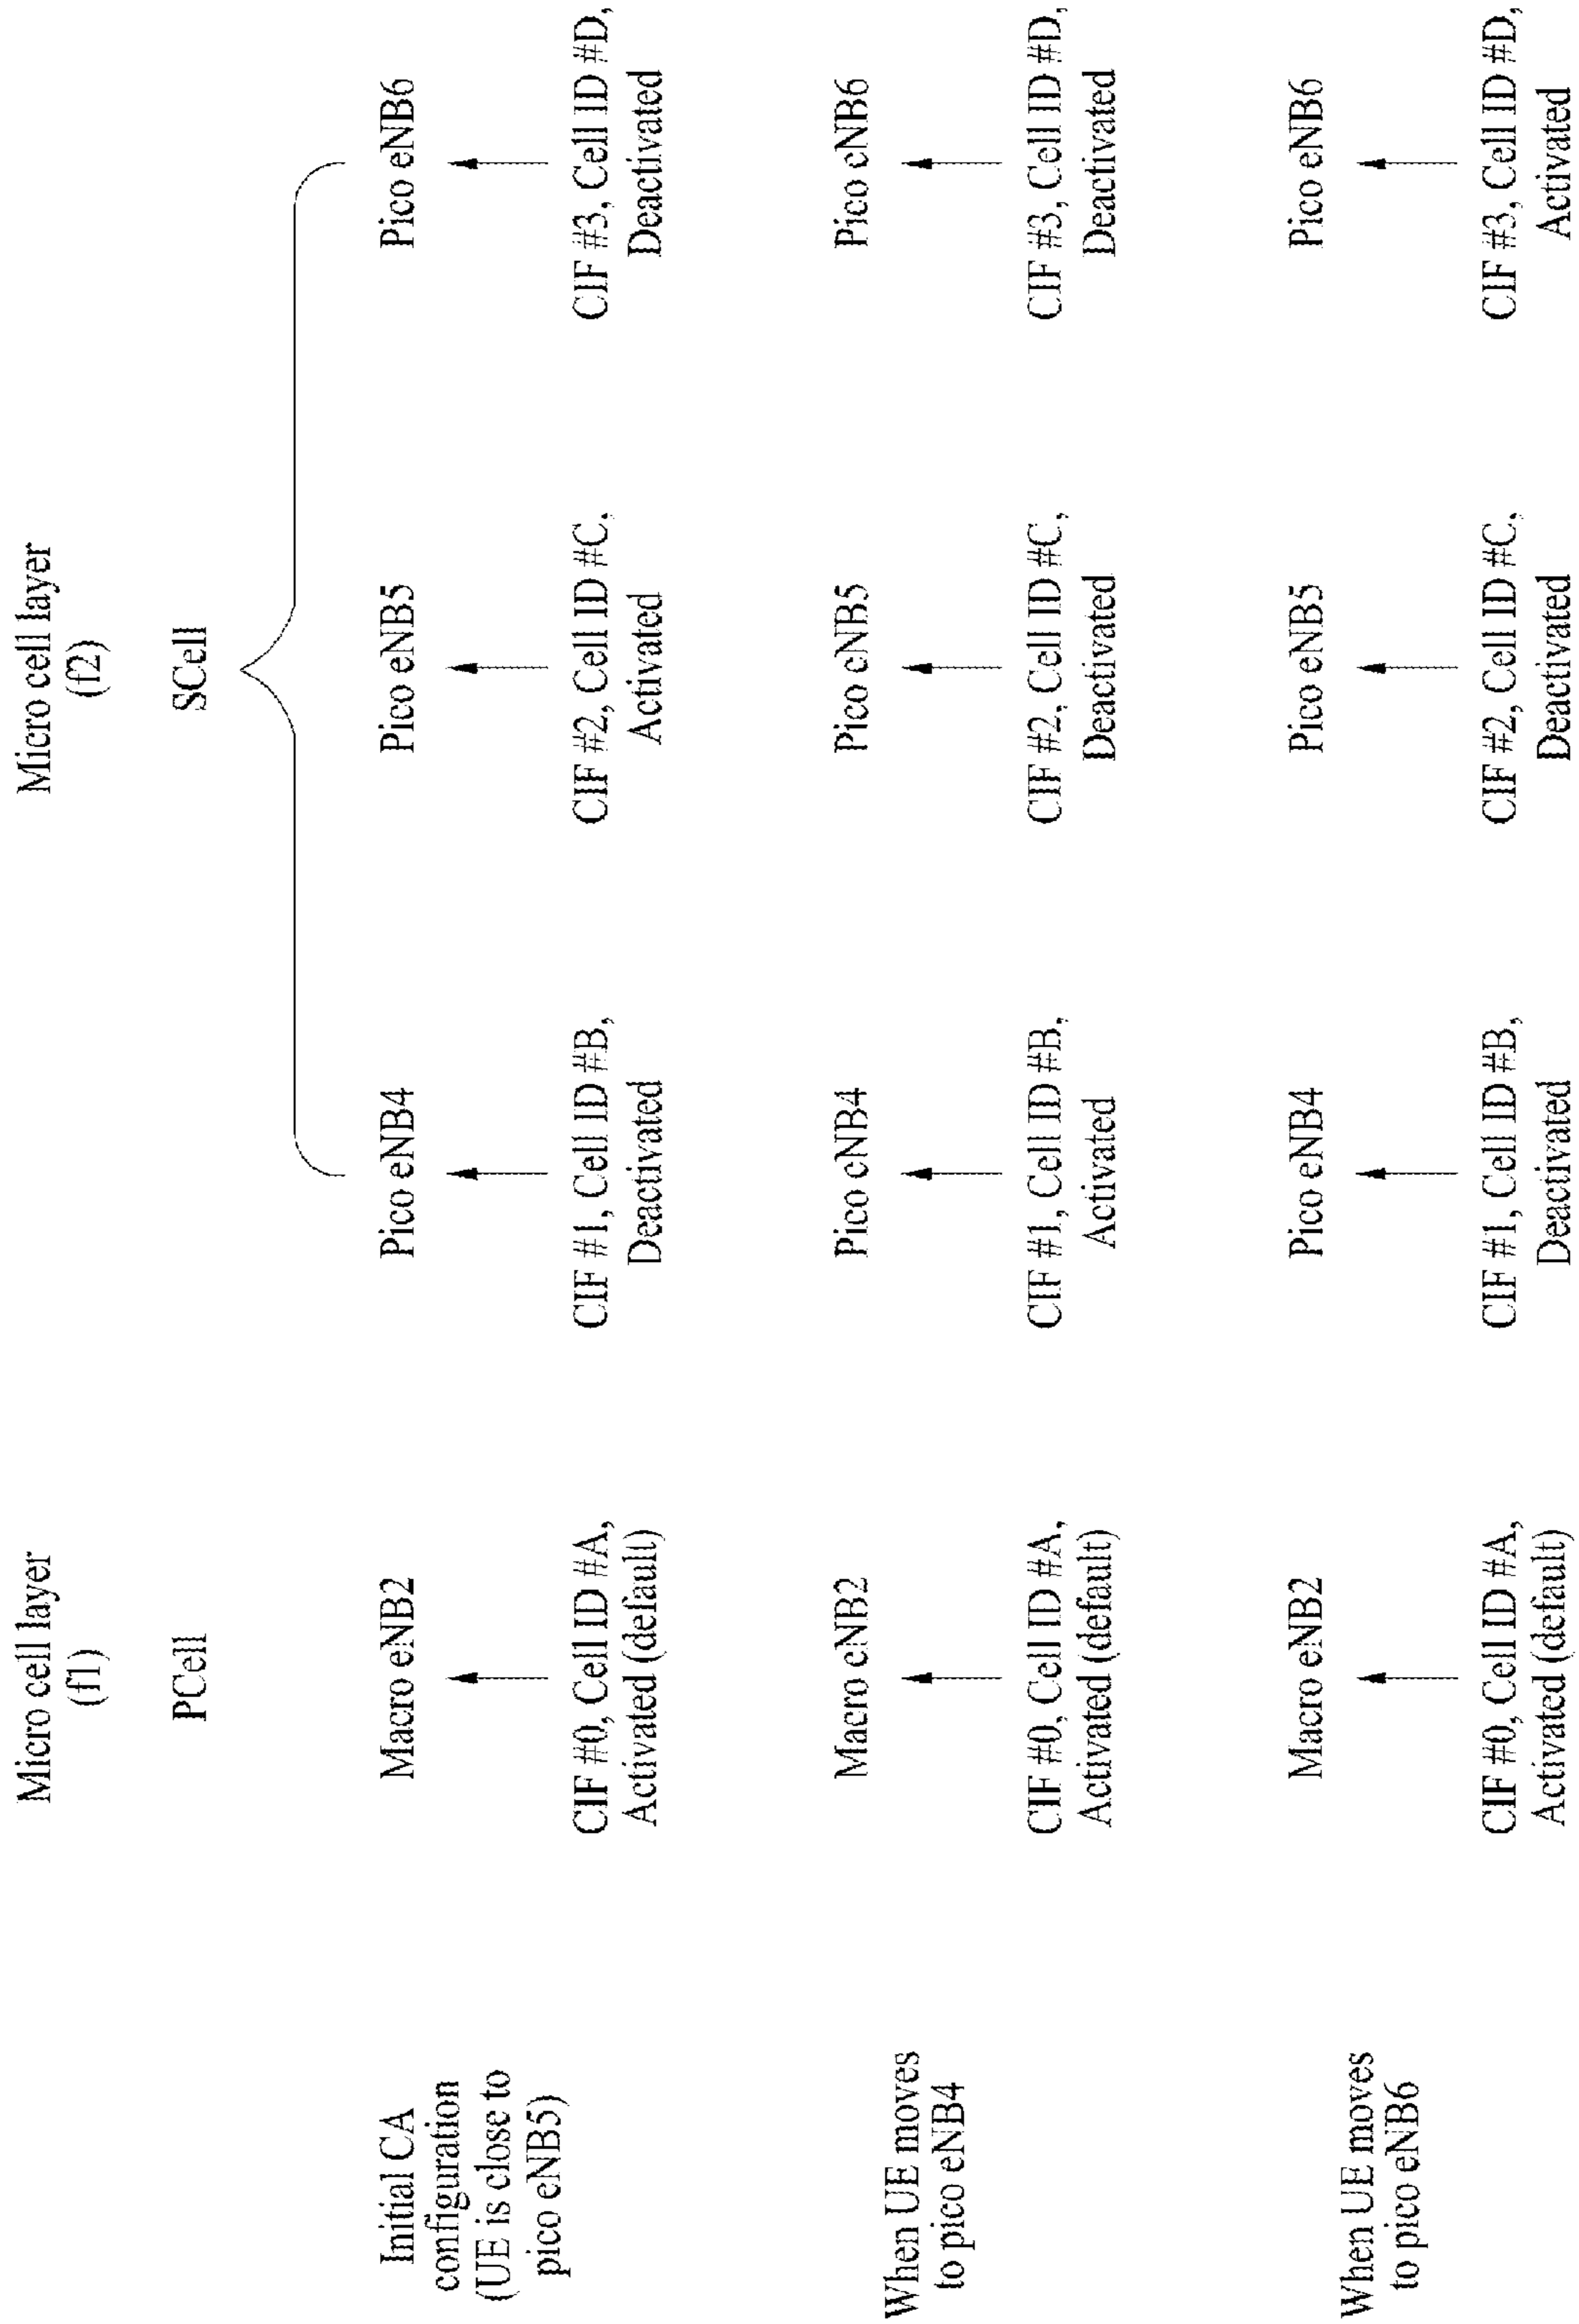 Micro cell layer
(f1)
Micro cell layer
(f2)
PCell
SCell
Initial CA
configuration
(UE is close to
pico eNB5)
Macro eNB2
Pico eNB4
Pico eNB5
Pico eNB6
CIF #0, Cell ID #A,
Activated (default)
CIF #1, Cell ID #B,
Deactivated
CIF #2, Cell ID #C,
Activated
CIF #3, Cell ID #D,
Deactivated
When UE moves
to pico eNB4
Macro eNB2
Pico eNB4
Pico eNB5
Pico eNB6
CIF #0, Cell ID #A,
Activated (default)
CIF #1, Cell ID #B,
Activated
CIF #2, Cell ID #C,
Deactivated
CIF #3, Cell ID #D,
Deactivated
When UE moves
to pico eNB6
Macro eNB2
Pico eNB4
Pico eNB5
Pico eNB6
CIF #0, Cell ID #A,
Activated (default)
CIF #1, Cell ID #B,
Deactivated
CIF #2, Cell ID #C,
Deactivated
CIF #3, Cell ID #D,
Activated